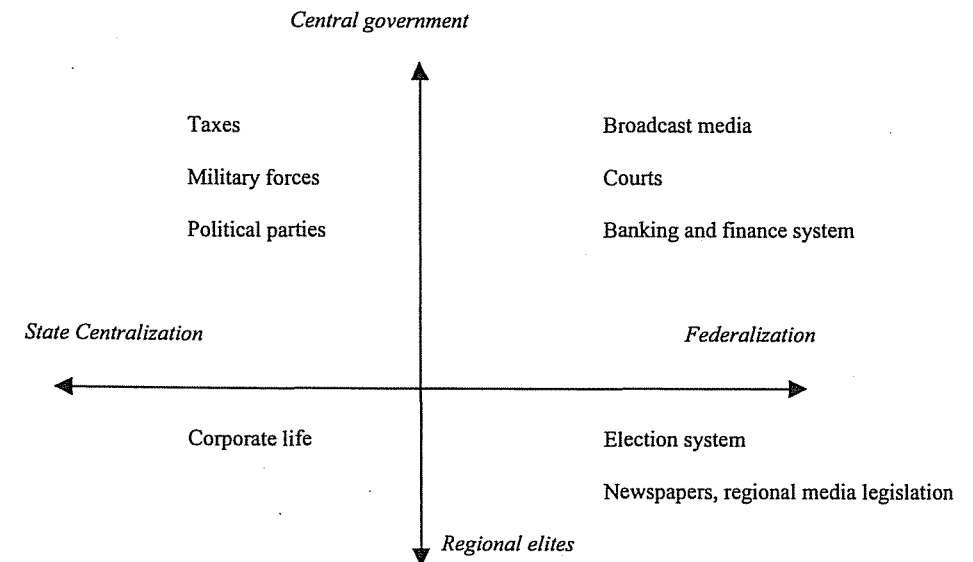 Central government
Taxes
Broadcast media
Military forces
Courts
Political parties
Banking and finance system
State Centralization
Federalization
Corporate life
Election system
Newspapers, regional media legislation
Regional elites